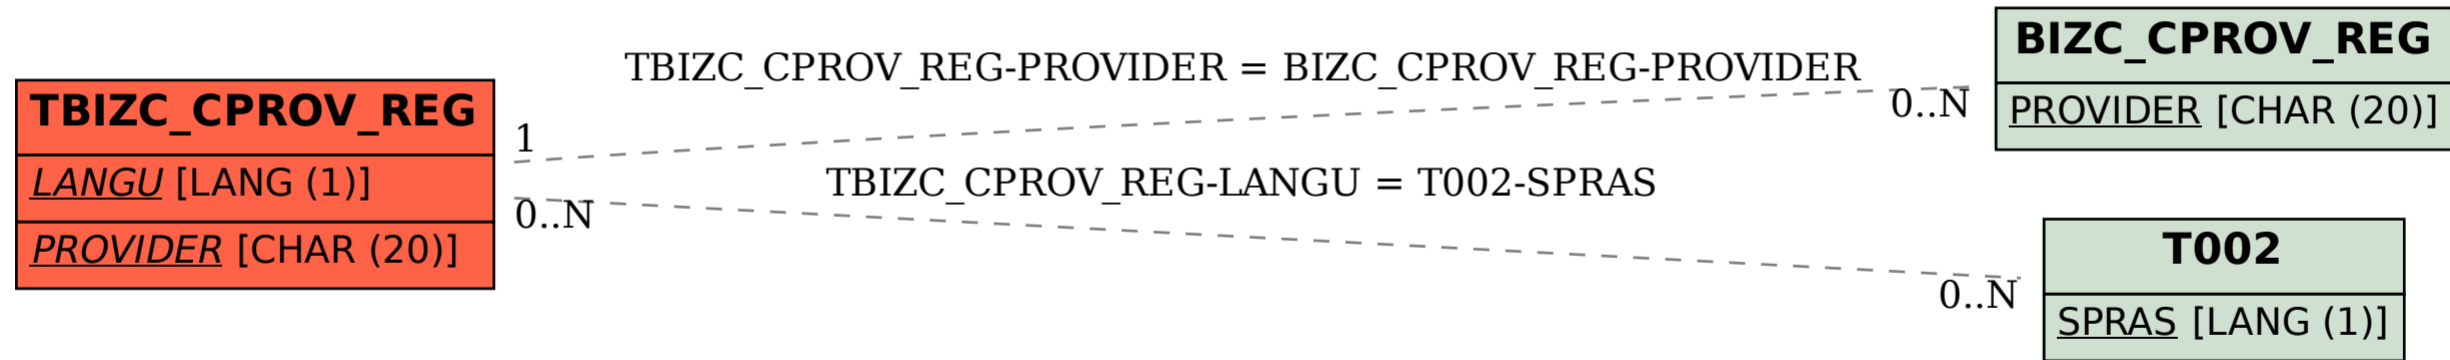 TBIZC_CPROV_REG
LANGU [LANG (1)]
PROVIDER [CHAR (20)]
TBIZC_CPROV_REG-PROVIDER = BIZC_CPROV_REG-PROVIDER
1
0..N
TBIZC_CPROV_REG-LANGU = T002-SPRAS
0..N
0..N
BIZC_CPROV_REG
PROVIDER [CHAR (20)]
T002
SPRAS [LANG (1)]